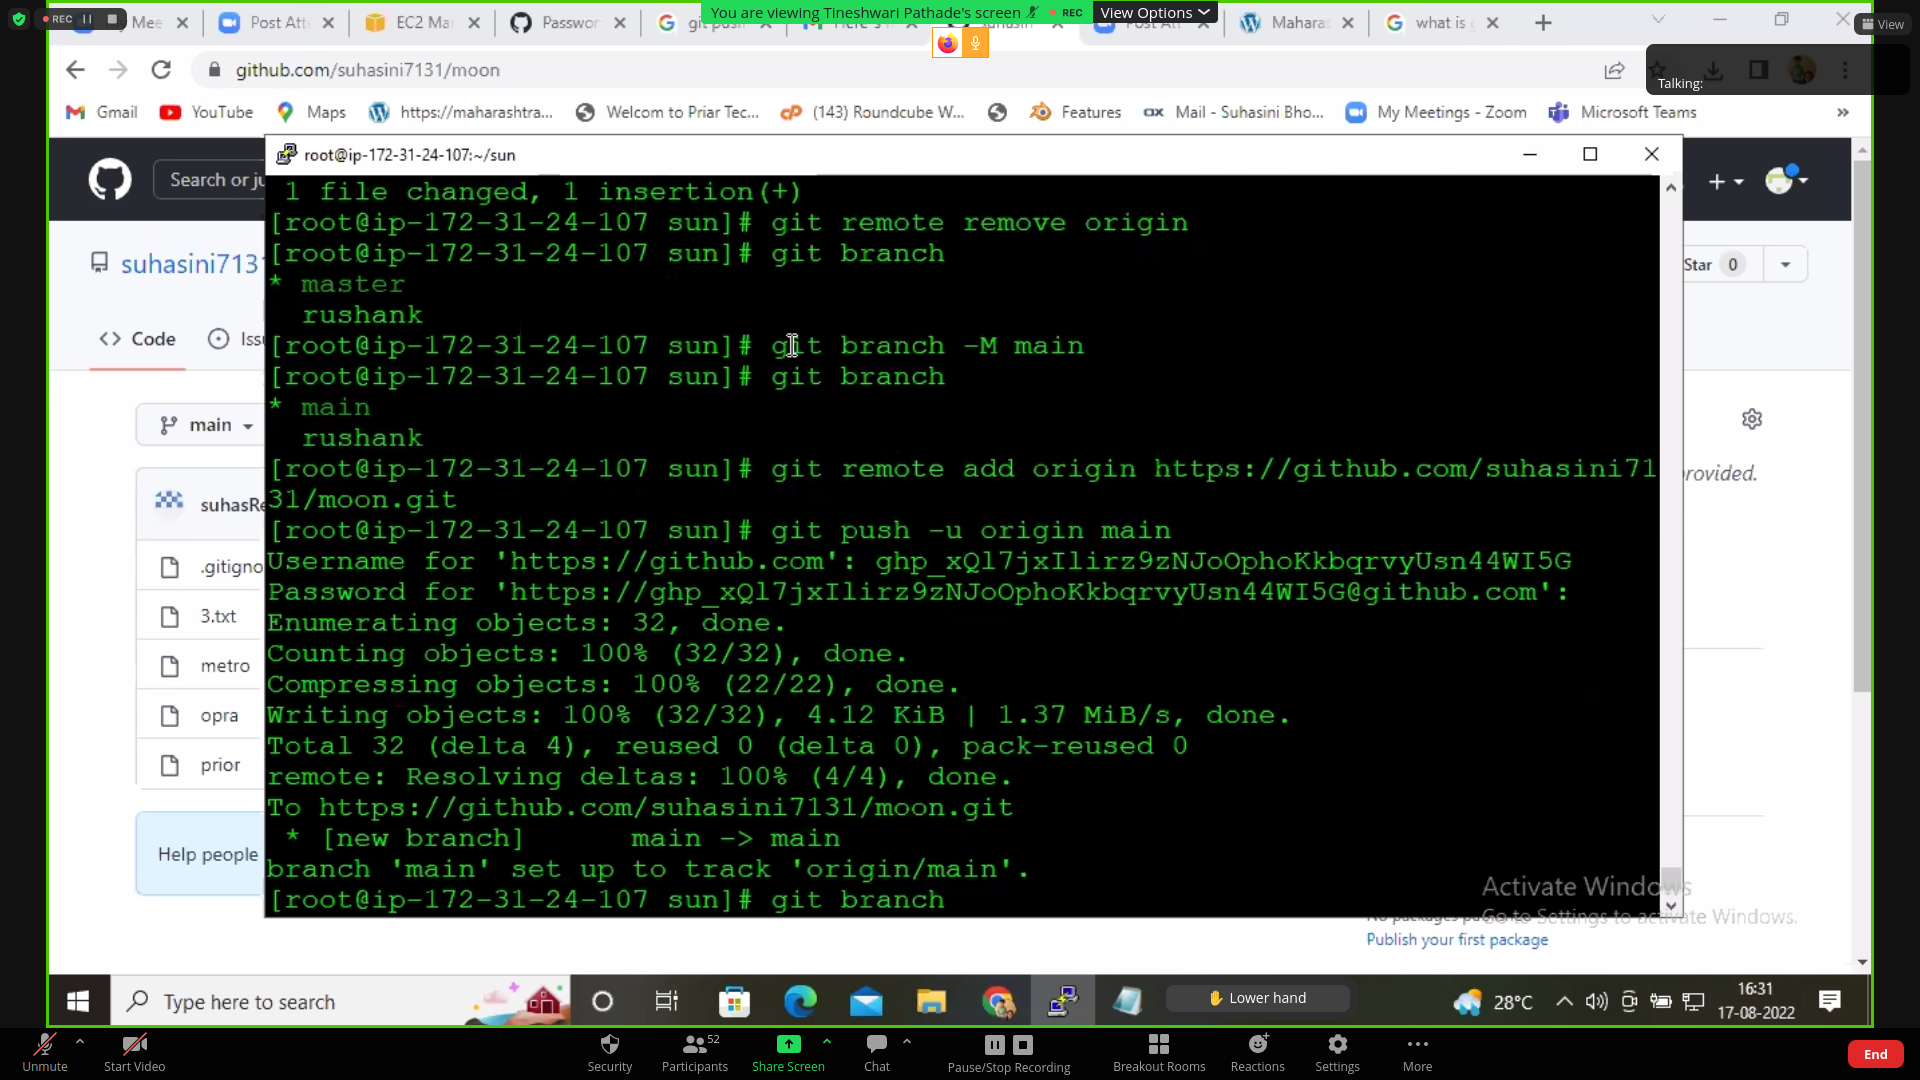 REC
You are viewing Tineshwari Pathade's screen
REC
View Options
View
Mee
Post Att
EC2 Mar
Passwor
Maharas
what is
github.com/suhasini7131/moon
Talking:
Gmail
YouTube
Maps
https://maharashtra...
Welcom to Priar Tec...
(143) Roundcube W...
Features
Mail - Suhasini Bho...
My Meetings - Zoom
Microsoft Teams
»
root@ip-172-31-24-107:~/sun
Search or ju
suhasini713
Star 0
Code
Issu
main
suhasRe
.gitigno
3.txt
metro
opra
prior
Help people
rovided.
1 file changed, 1 insertion(+)
[root@ip-172-31-24-107 sun]# git remote remove origin
[root@ip-172-31-24-107 sun]# git branch
* master
rushank
[root@ip-172-31-24-107 sun]# git branch -M main
[root@ip-172-31-24-107 sun]# git branch
* main
rushank
[root@ip-172-31-24-107 sun]# git remote add origin https://github.com/suhasini71
31/moon.git
[root@ip-172-31-24-107 sun]# git push -u origin main
Username for 'https://github.com': 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
Password for 'https://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@github.com':
Enumerating objects: 32, done.
Counting objects: 100% (32/32), done.
Compressing objects: 100% (22/22), done.
Writing objects: 100% (32/32), 4.12 KiB | 1.37 MiB/s, done.
Total 32 (delta 4), reused 0 (delta 0), pack-reused 0
remote: Resolving deltas: 100% (4/4), done.
To https://github.com/suhasini7131/moon.git
* [new branch] main -> main
branch 'main' set up to track 'origin/main'.
[root@ip-172-31-24-107 sun]# git branch
Activate Windows
Go to Settings to activate Windows.
Publish your first package
Type here to search
Lower hand
28°C
16:31
17-08-2022
Unmute
Start Video
Security
52
Participants
Share Screen
Chat
Pause/Stop Recording
Breakout Rooms
Reactions
Settings
More
End